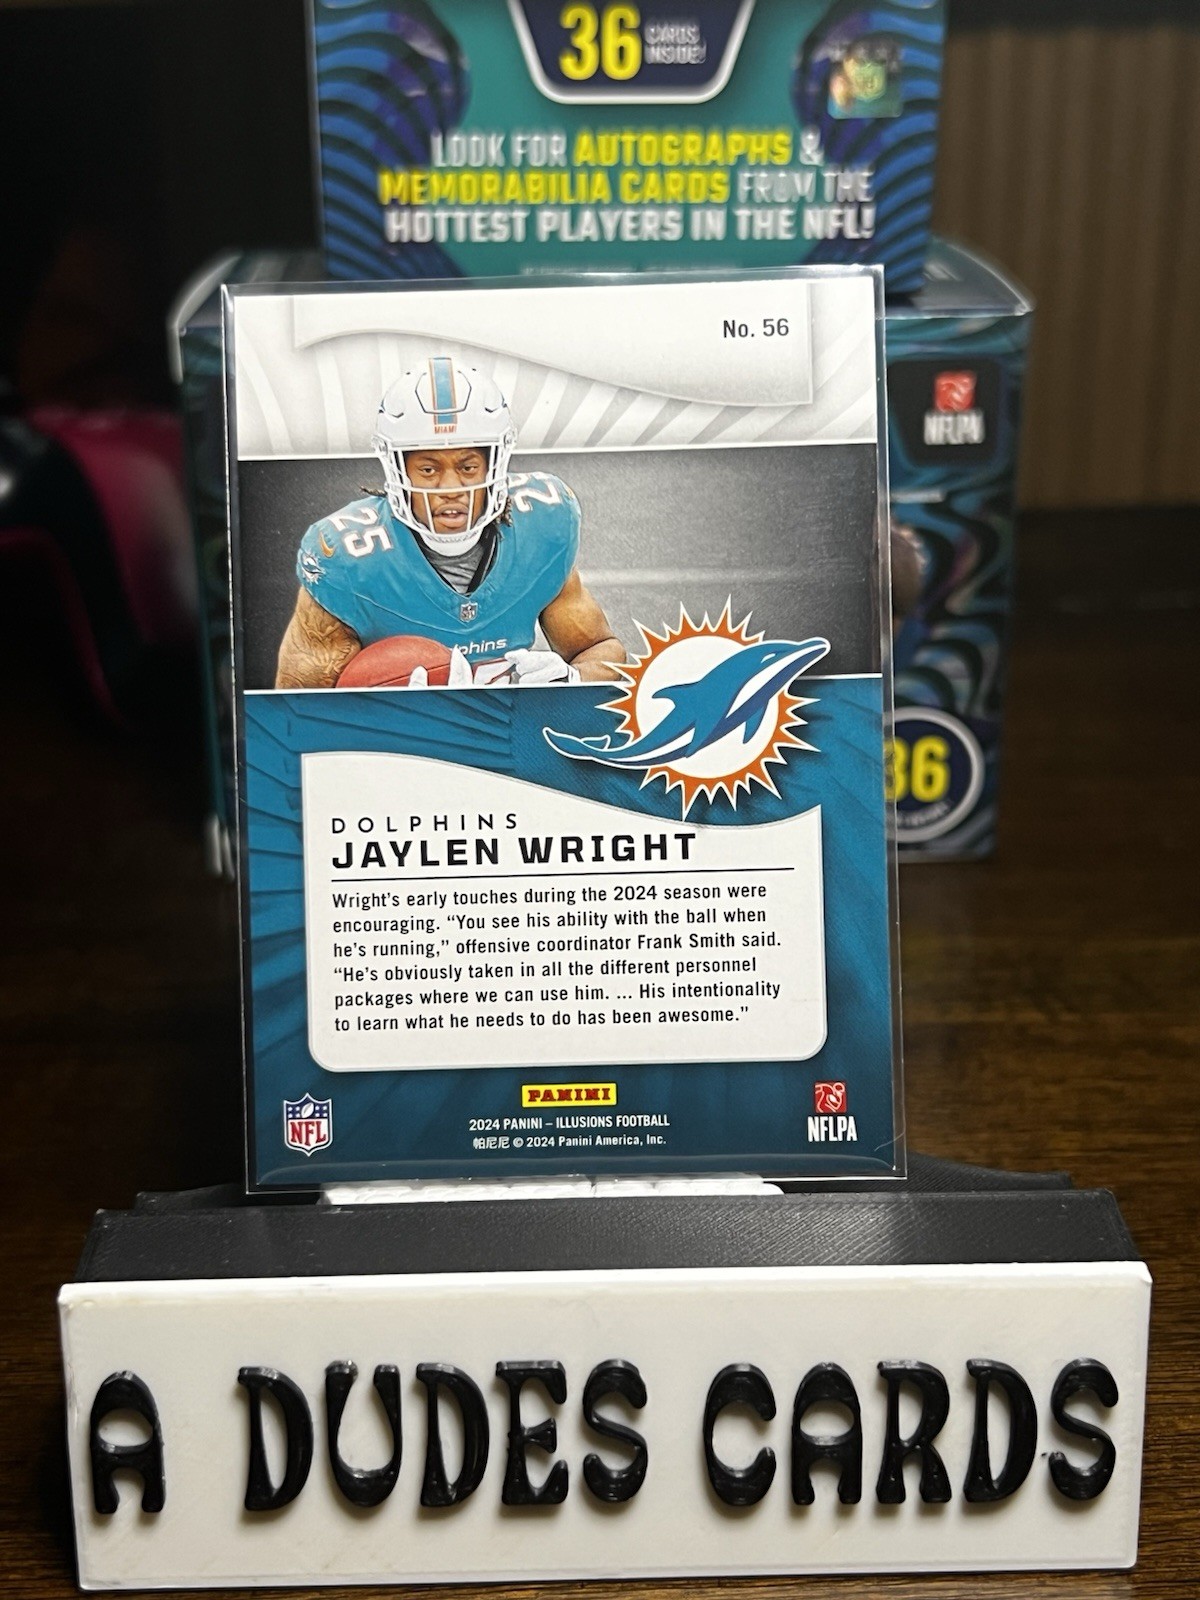 36 CARDS INSIDE!
LOOK FOR AUTOGRAPHS &
MEMORABILIA CARDS FROM THE
HOTTEST PLAYERS IN THE NFL!
No. 56
NFLPA
MIAMI
25
2
phins
36
DOLPHINS
JAYLEN WRIGHT
Wright's early touches during the 2024 season were
encouraging. “You see his ability with the ball when
he's running,” offensive coordinator Frank Smith said.
“He's obviously taken in all the different personnel
packages where we can use him. ... His intentionality
to learn what he needs to do has been awesome.”
PANINI
NFL
2024 PANINI – ILLUSIONS FOOTBALL
帕尼尼 © 2024 Panini America, Inc.
NFLPA
A DUDES CARDS